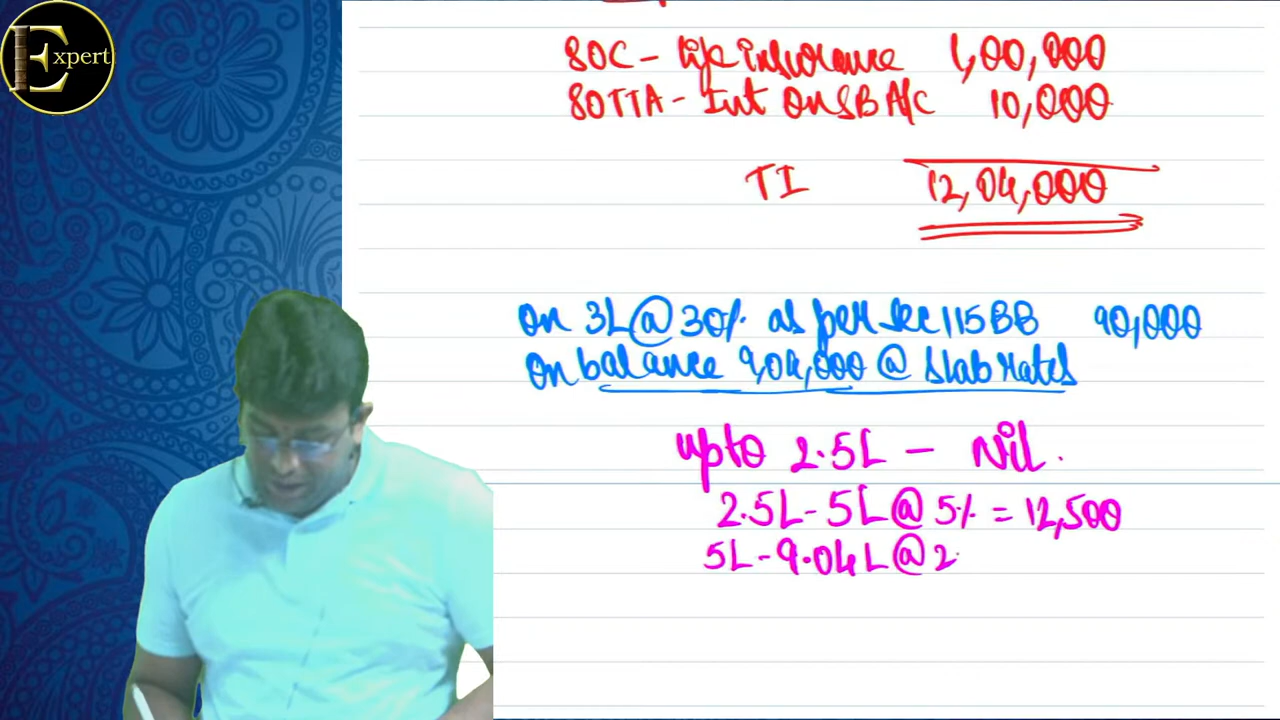 Expert
80C - Life insurance 1,00,000
80TTA - Int on SB A/c 10,000
TI 12,04,000
on 3L @ 30% as per sec 115BB 90,000
on balance 9,04,000 @ slab rates
upto 2.5L - Nil.
2.5L - 5L @ 5% = 12,500
5L - 9.04L @ 2